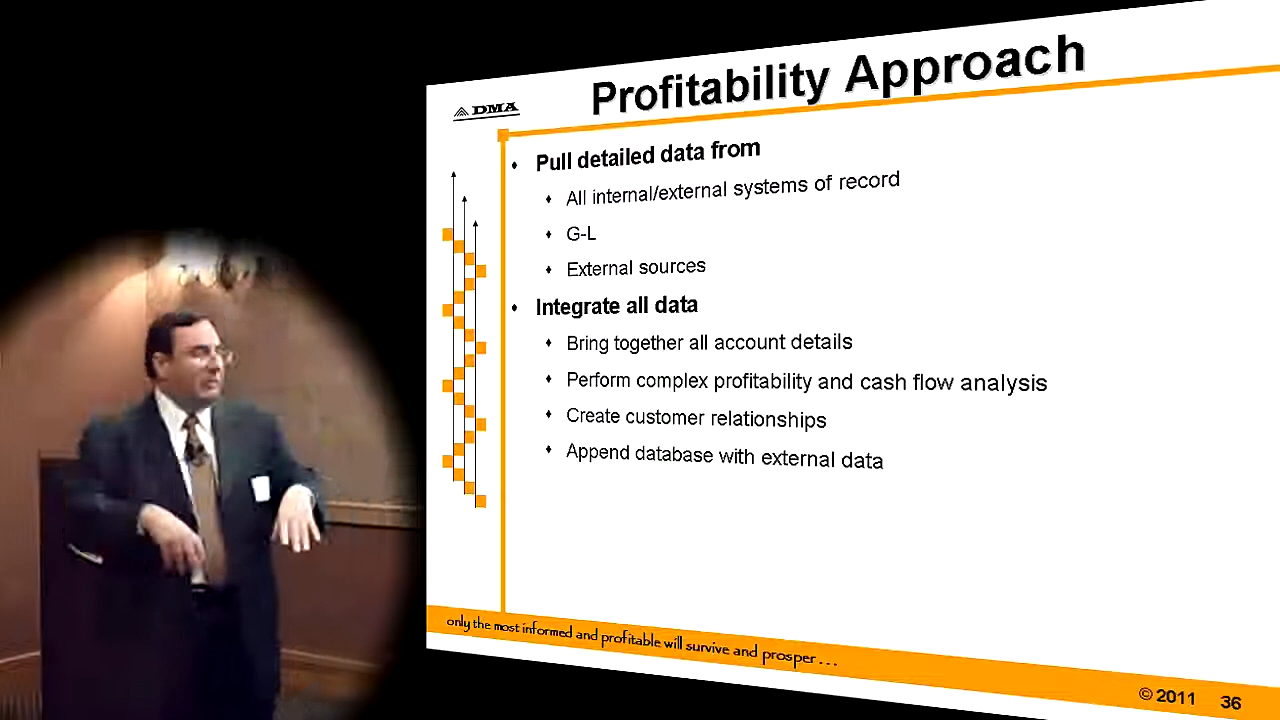 Profitability Approach
DMA
Pull detailed data from
All internal/external systems of record
G-L
External sources
Integrate all data
Bring together all account details
Perform complex profitability and cash flow analysis
Create customer relationships
Append database with external data
only the most informed and profitable will survive and prosper . . .
© 2011 36